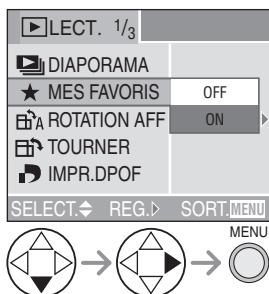 LECT. 1/3
DIAPORAMA
MES FAVORIS OFF
ROTATION AFF ON
TOURNER
IMPR.DPOF
SELECT. REG. SORT.MENU
MENU